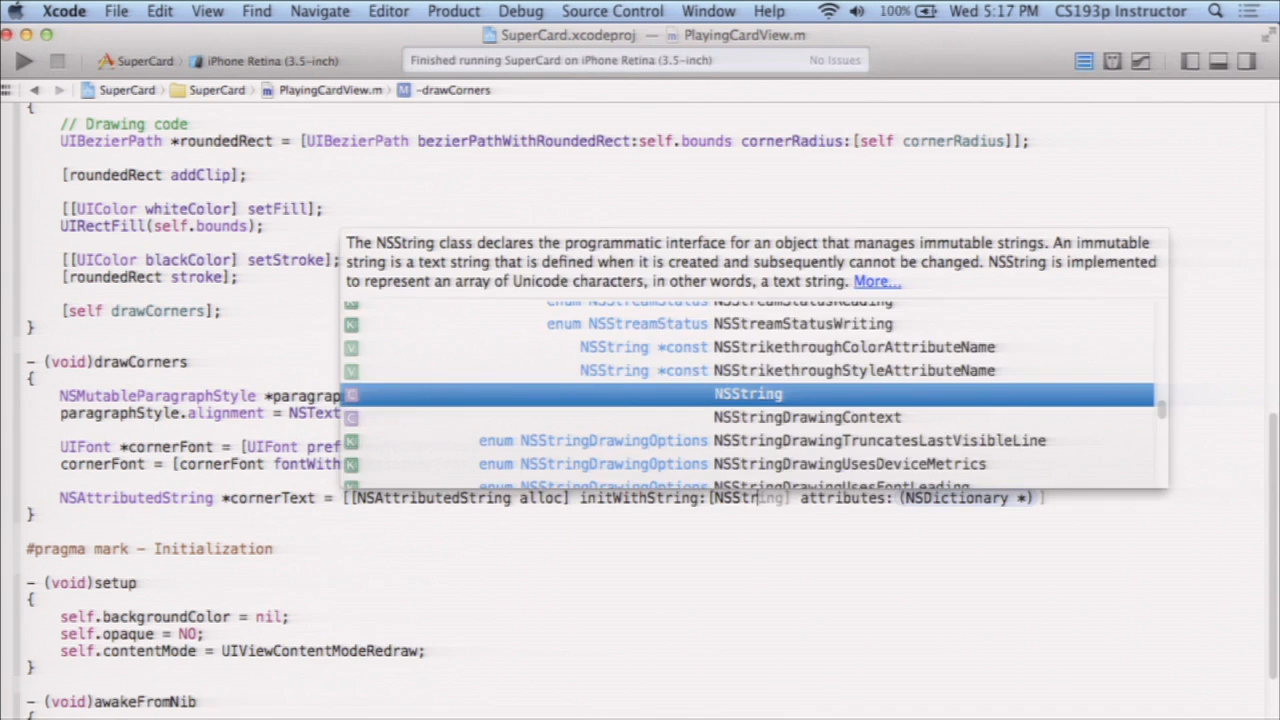 Xcode File Edit View Find Navigate Editor Product Debug Source Control Window Help 100% Wed 5:17 PM CS193p Instructor
SuperCard.xcodeproj — PlayingCardView.m
SuperCard iPhone Retina (3.5-inch) Finished running SuperCard on iPhone Retina (3.5-inch) No Issues
SuperCard SuperCard PlayingCardView.m M -drawCorners
{
// Drawing code
UIBezierPath *roundedRect = [UIBezierPath bezierPathWithRoundedRect:self.bounds cornerRadius:[self cornerRadius]];
[roundedRect addClip];
[[UIColor whiteColor] setFill];
UIRectFill(self.bounds);
[[UIColor blackColor] setStroke];
[roundedRect stroke];
[self drawCorners];
}
The NSString class declares the programmatic interface for an object that manages immutable strings. An immutable
string is a text string that is defined when it is created and subsequently cannot be changed. NSString is implemented
to represent an array of Unicode characters, in other words, a text string. More...
enum NSStreamStatus NSStreamStatusReading
K enum NSStreamStatus NSStreamStatusWriting
V NSString *const NSStrikethroughColorAttributeName
V NSString *const NSStrikethroughStyleAttributeName
C NSString
C NSStringDrawingContext
K enum NSStringDrawingOptions NSStringDrawingTruncatesLastVisibleLine
K enum NSStringDrawingOptions NSStringDrawingUsesDeviceMetrics
enum NSStringDrawingOptions NSStringDrawingUsesFontLeading
- (void)drawCorners
{
NSMutableParagraphStyle *paragrap
paragraphStyle.alignment = NSText
UIFont *cornerFont = [UIFont pref
cornerFont = [cornerFont fontWith
NSAttributedString *cornerText = [[NSAttributedString alloc] initWithString:[NSString] attributes:(NSDictionary *) ]
}
#pragma mark - Initialization
- (void)setup
{
self.backgroundColor = nil;
self.opaque = NO;
self.contentMode = UIViewContentModeRedraw;
}
- (void)awakeFromNib
{